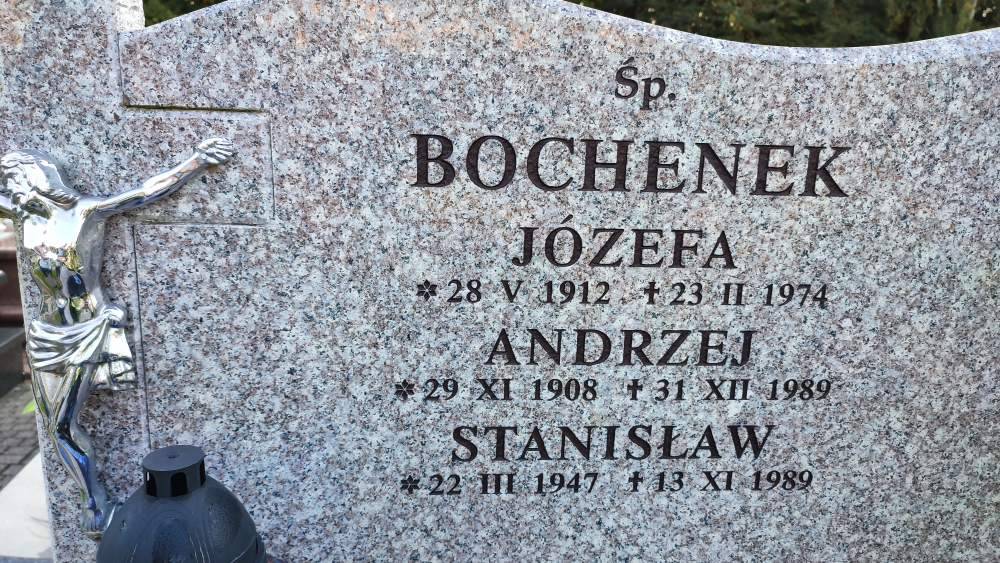 Śp.
BOCHENEK
JÓZEFA
* 28 V 1912 † 23 II 1974
ANDRZEJ
* 29 XI 1908 † 31 XII 1989
STANISŁAW
* 22 III 1947 † 13 XI 1989